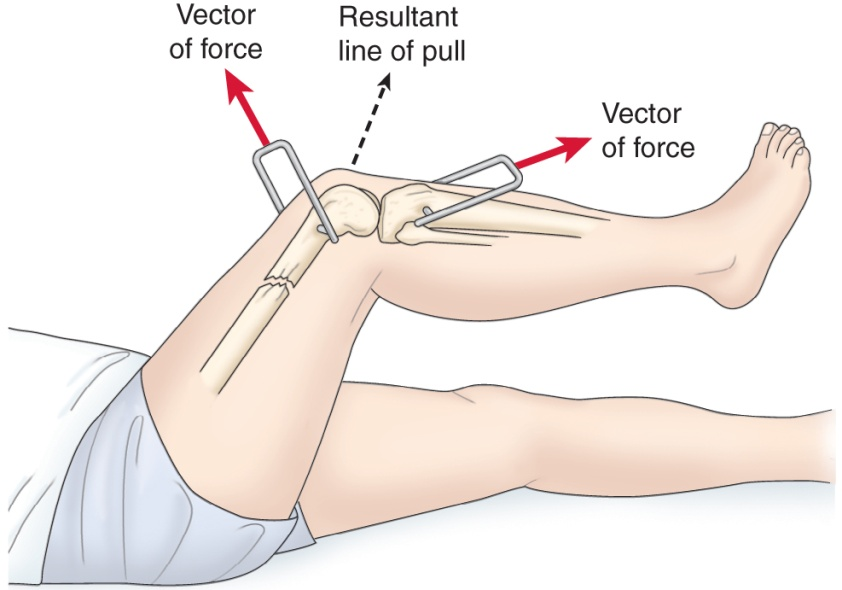 Vector
of force
Resultant
line of pull
Vector
of force